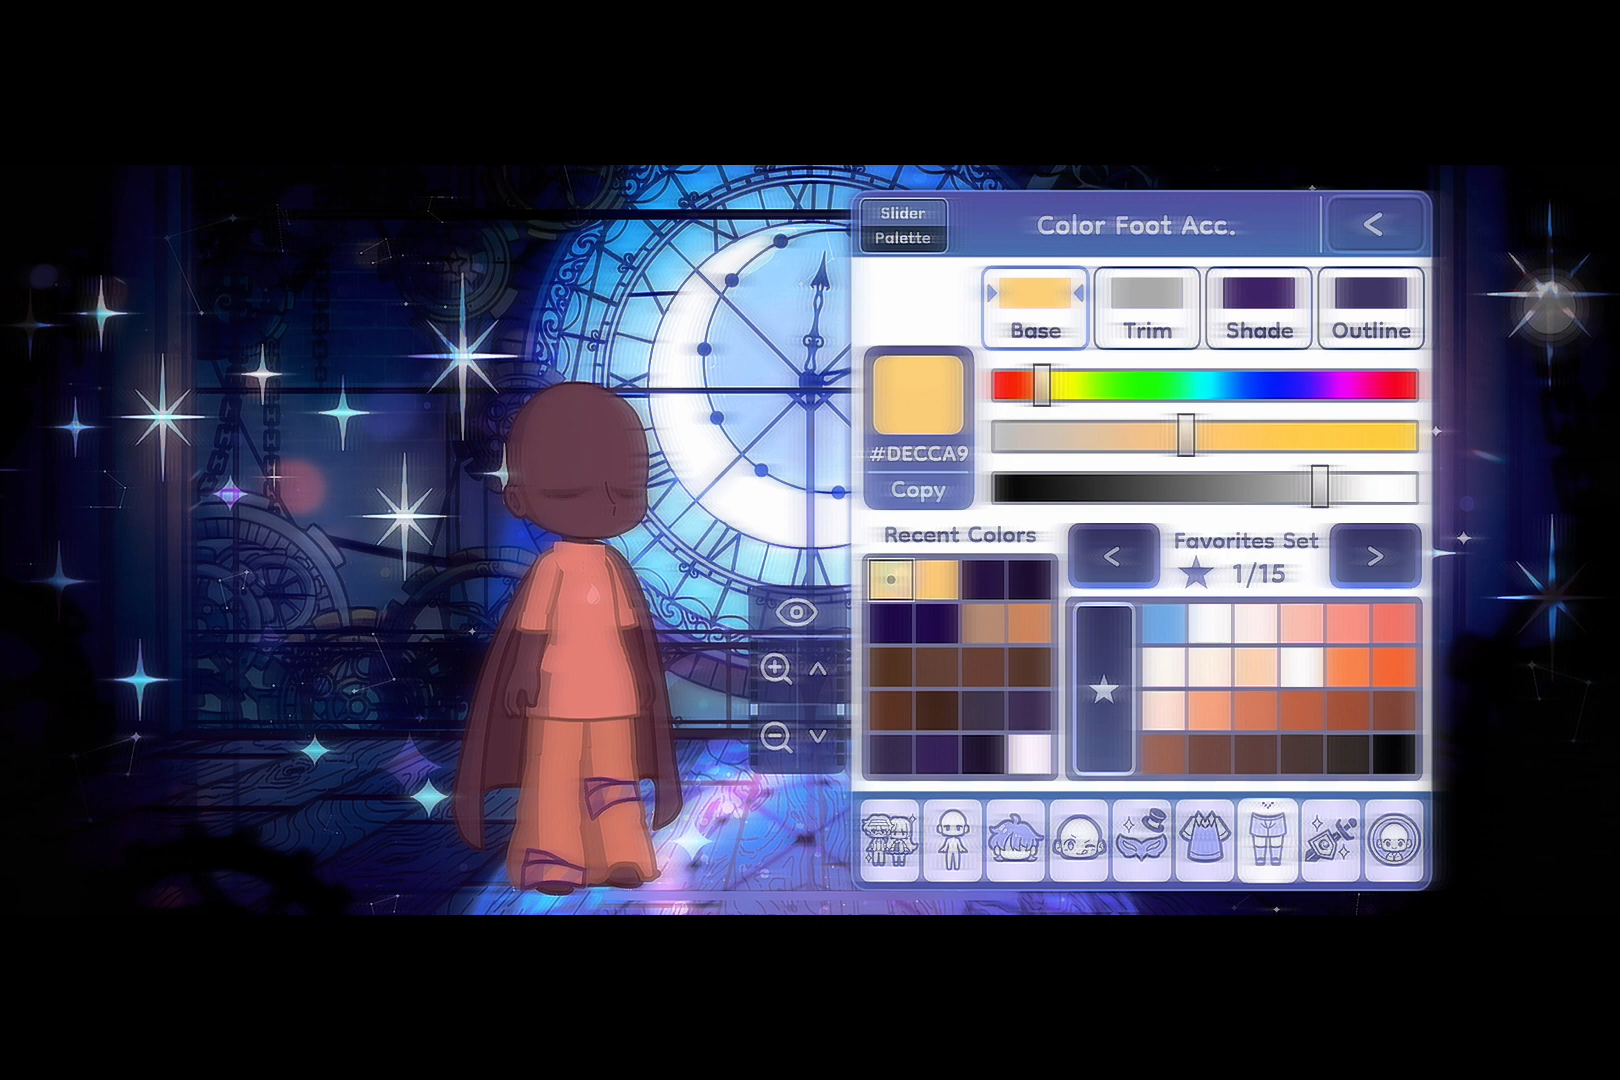 Slider
Palette
Color Foot Acc.
Base
Trim
Shade
Outline
#DECCA9
Copy
Recent Colors
Favorites Set
1/15